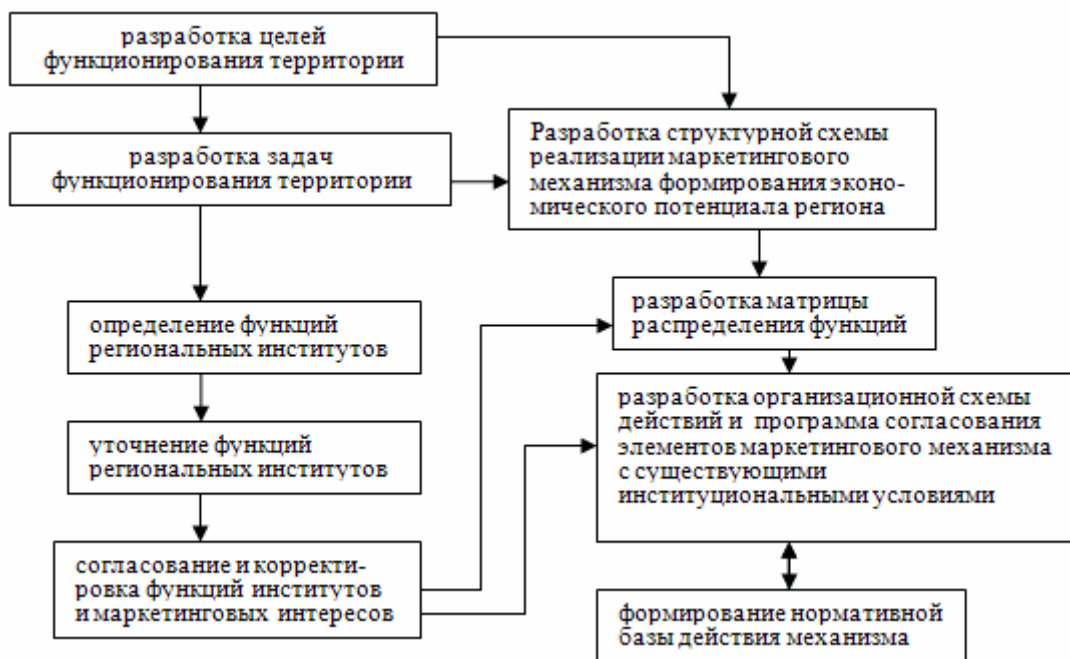 разработка целей
функционирования территории
разработка задач
функционирования территории
Разработка структурной схемы
реализации маркетингового
механизма формирования эконо-
мического потенциала региона
определение функций
региональных институтов
разработка матрицы
распределения функций
уточнение функций
региональных институтов
разработка организационной схемы
действий и программа согласования
элементов маркетингового механизма
с существующими
институциональными условиями
согласование и корректи-
ровка функций институтов
и маркетинговых интересов
формирование нормативной
базы действия механизма